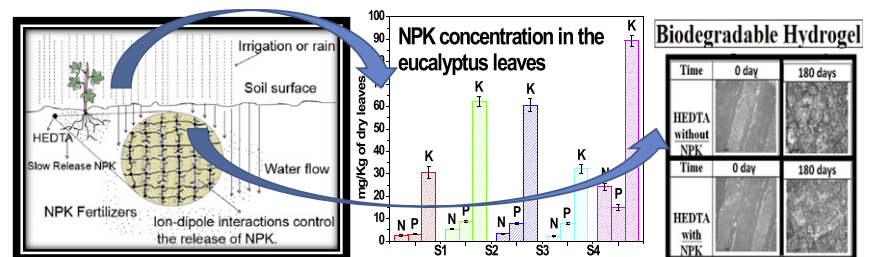 Irrigation or rain
Soil surface
HEDTA
Slow Release NPK
Water flow
NPK Fertilizers
Ion-dipole interactions control
the release of NPK.
NPK concentration in the
eucalyptus leaves
mg/Kg of dry leaves
100
90
80
70
60
50
40
30
20
10
0
N P K
N P K
N P K
N P K
N P K
S1 S2 S3 S4
Biodegradable Hydrogel
Time 0 day 180 days
HEDTA
without
NPK
Time 0 day 180 days
HEDTA
with
NPK